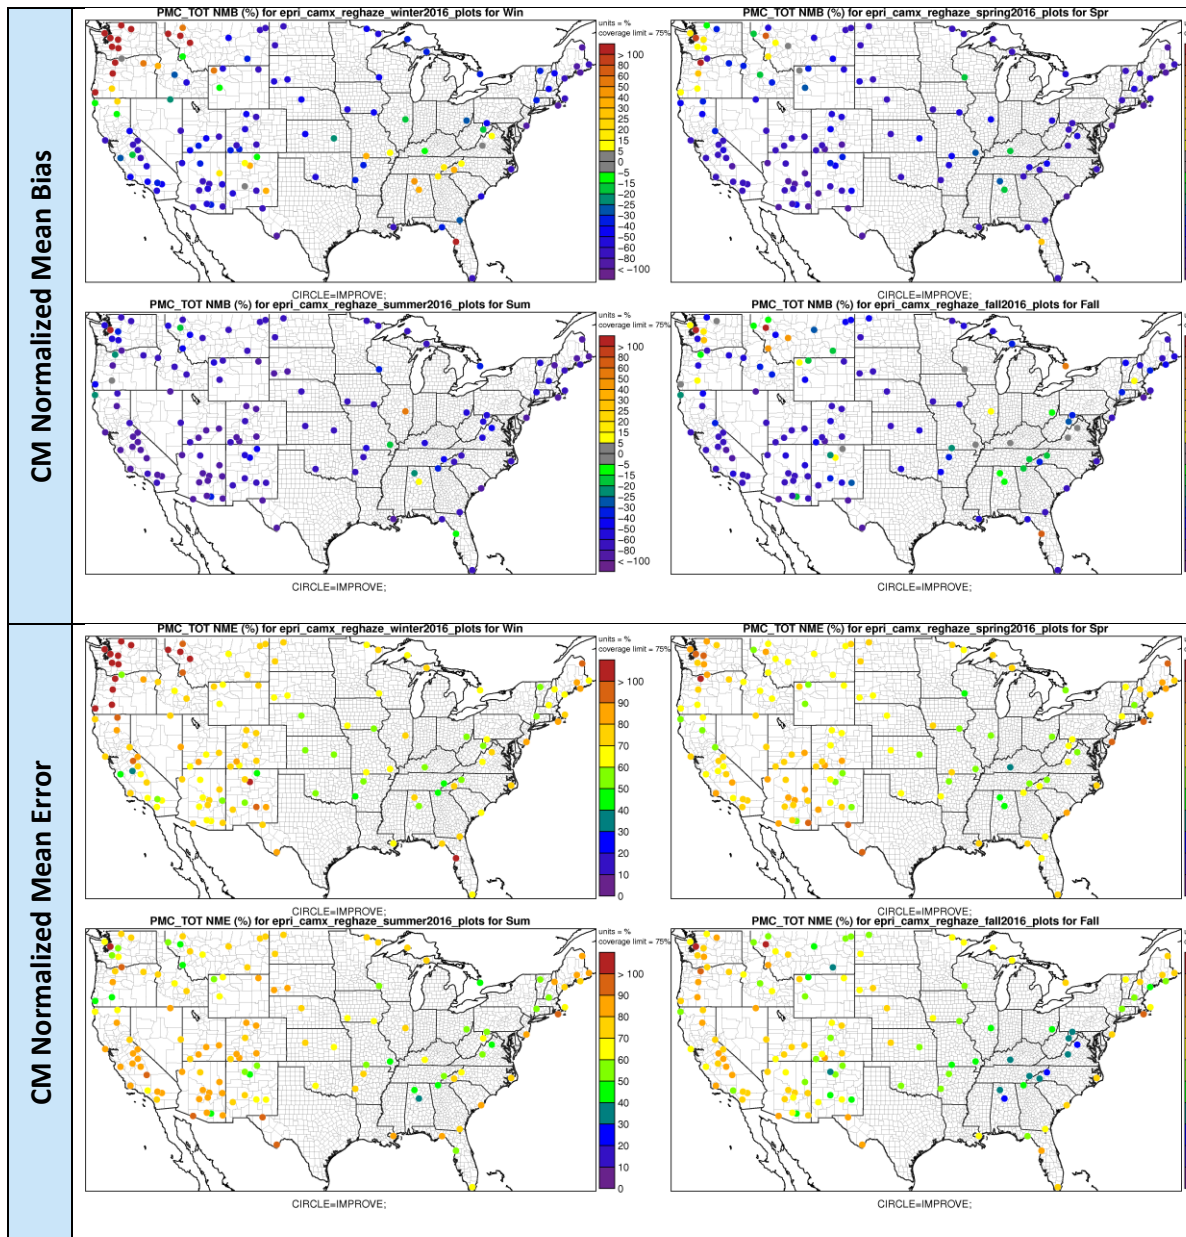 CM Normalized Mean Bias
PMC_TOT NMB (%) for epri_camx_reghaze_winter2016_plots for Win
units = %
coverage limit = 75%
> 100
80
60
50
40
30
25
20
15
5
0
−5
−15
−20
−25
−30
−40
−50
−60
−80
< −100
CIRCLE=IMPROVE;
PMC_TOT NMB (%) for epri_camx_reghaze_spring2016_plots for Spr
CIRCLE=IMPROVE;
PMC_TOT NMB (%) for epri_camx_reghaze_summer2016_plots for Sum
units = %
coverage limit = 75%
> 100
80
60
50
40
30
25
20
15
5
0
−5
−15
−20
−25
−30
−40
−50
−60
−80
< −100
CIRCLE=IMPROVE;
PMC_TOT NMB (%) for epri_camx_reghaze_fall2016_plots for Fall
CIRCLE=IMPROVE;
CM Normalized Mean Error
PMC_TOT NME (%) for epri_camx_reghaze_winter2016_plots for Win
units = %
coverage limit = 75%
> 100
90
80
70
60
50
40
30
20
10
0
CIRCLE=IMPROVE;
PMC_TOT NME (%) for epri_camx_reghaze_spring2016_plots for Spr
CIRCLE=IMPROVE;
PMC_TOT NME (%) for epri_camx_reghaze_summer2016_plots for Sum
units = %
coverage limit = 75%
> 100
90
80
70
60
50
40
30
20
10
0
CIRCLE=IMPROVE;
PMC_TOT NME (%) for epri_camx_reghaze_fall2016_plots for Fall
CIRCLE=IMPROVE;